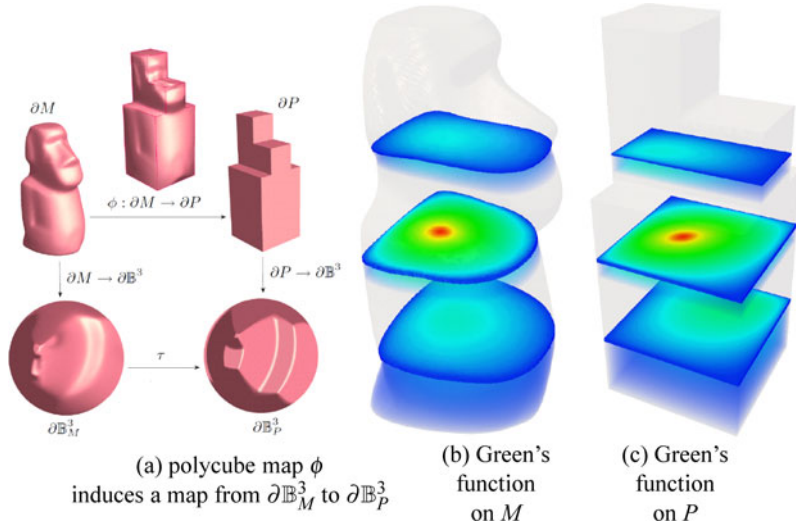 ∂M
∂P
ϕ : ∂M → ∂P
∂M → ∂𝔹³
∂P → ∂𝔹³
τ
∂𝔹³_M
∂𝔹³_P
(a) polycube map ϕ
induces a map from ∂𝔹³_M to ∂𝔹³_P
(b) Green's
function
on M
(c) Green's
function
on P